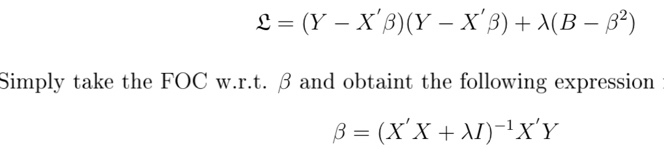 𝔏 = (Y − X′β)(Y − X′β) + λ(B − β²)
Simply take the FOC w.r.t. β and obtaint the following expression
β = (X′X + λI)⁻¹X′Y